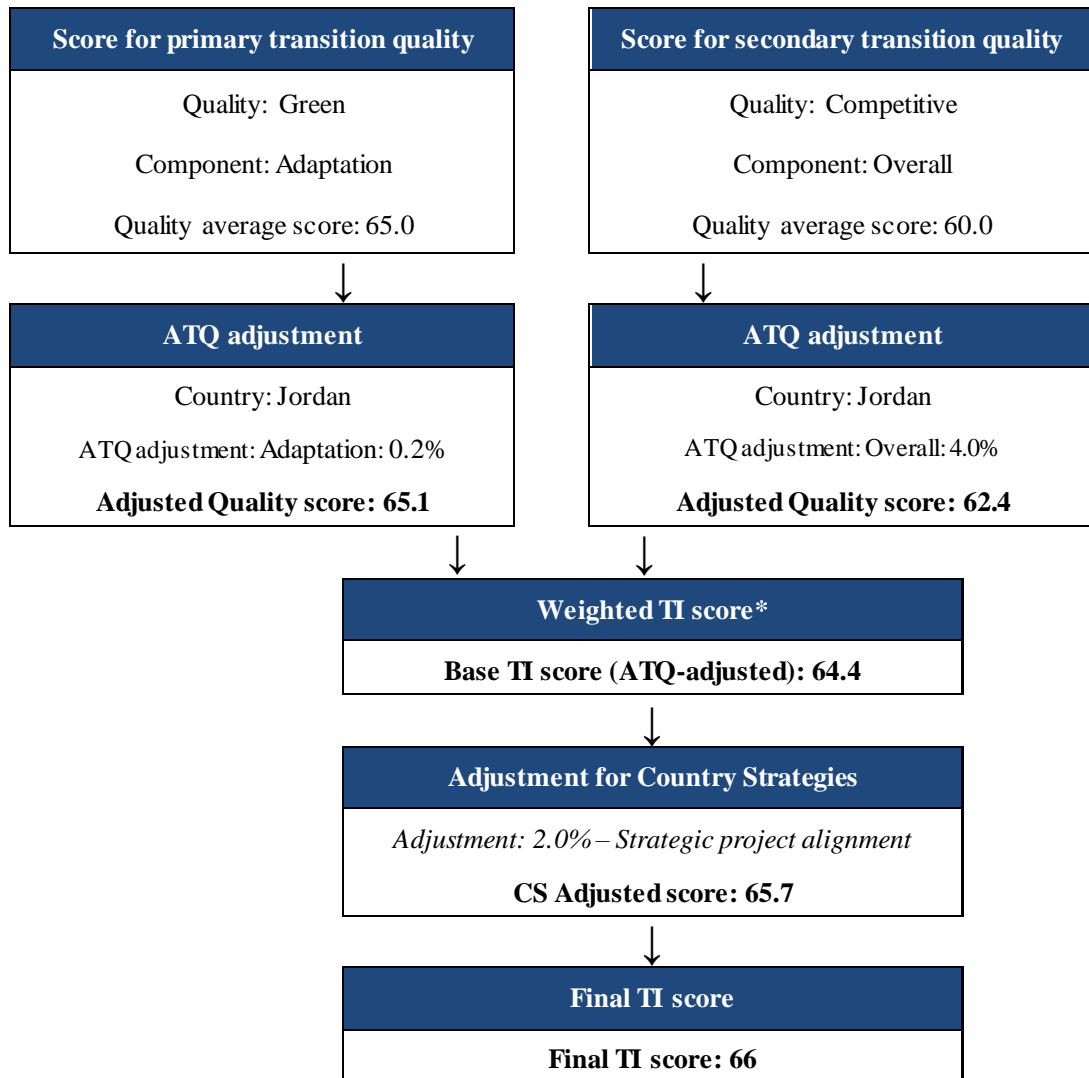 Score for primary transition quality
Quality: Green
Component: Adaptation
Quality average score: 65.0
Score for secondary transition quality
Quality: Competitive
Component: Overall
Quality average score: 60.0
↓
↓
ATQ adjustment
Country: Jordan
ATQ adjustment: Adaptation: 0.2%
Adjusted Quality score: 65.1
ATQ adjustment
Country: Jordan
ATQ adjustment: Overall: 4.0%
Adjusted Quality score: 62.4
↓
↓
Weighted TI score*
Base TI score (ATQ-adjusted): 64.4
↓
Adjustment for Country Strategies
Adjustment: 2.0% – Strategic project alignment
CS Adjusted score: 65.7
↓
Final TI score
Final TI score: 66